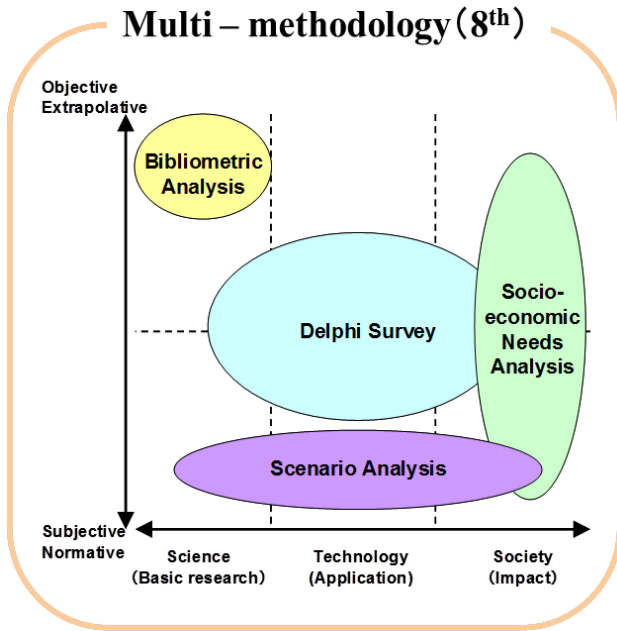 Multi – methodology（8th）
Objective
Extrapolative
Bibliometric
Analysis
Delphi Survey
Socio-
economic
Needs
Analysis
Scenario Analysis
Subjective
Normative
Science
（Basic research）
Technology
(Application)
Society
（Impact）